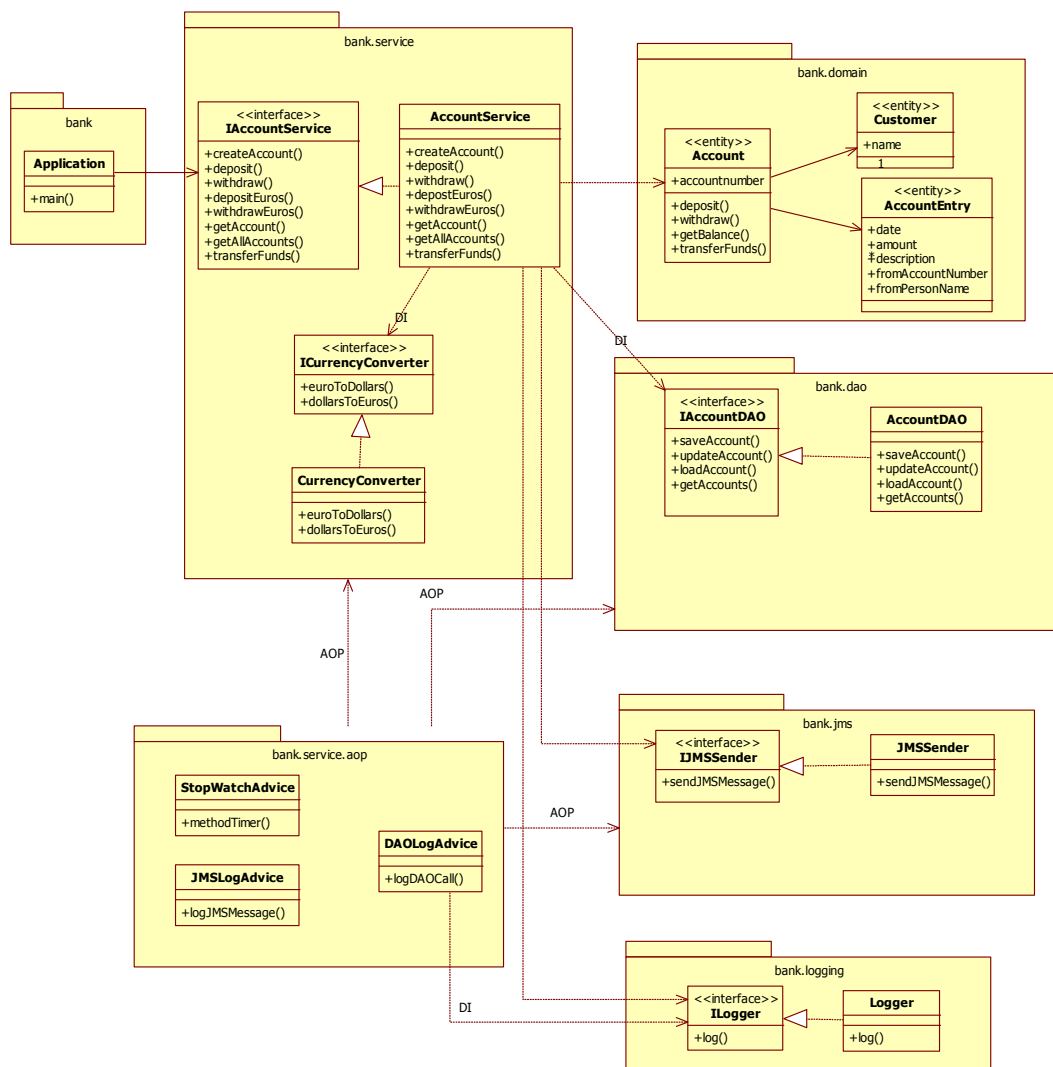 bank
Application
+main()
bank.service
<<interface>>
IAccountService
+createAccount()
+deposit()
+withdraw()
+depositEuros()
+withdrawEuros()
+getAccount()
+getAllAccounts()
+transferFunds()
AccountService
+createAccount()
+deposit()
+withdraw()
+depostEuros()
+withdrawEuros()
+getAccount()
+getAllAccounts()
+transferFunds()
DI
<<interface>>
ICurrencyConverter
+euroToDollars()
+dollarsToEuros()
CurrencyConverter
+euroToDollars()
+dollarsToEuros()
bank.domain
<<entity>>
Account
+accountnumber
+deposit()
+withdraw()
+getBalance()
+transferFunds()
<<entity>>
Customer
+name
1
<<entity>>
AccountEntry
+date
+amount
+description
*
+fromAccountNumber
+fromPersonName
DI
bank.dao
<<interface>>
IAccountDAO
+saveAccount()
+updateAccount()
+loadAccount()
+getAccounts()
AccountDAO
+saveAccount()
+updateAccount()
+loadAccount()
+getAccounts()
AOP
AOP
bank.service.aop
StopWatchAdvice
+methodTimer()
JMSLogAdvice
+logJMSMessage()
DAOLogAdvice
+logDAOCall()
AOP
bank.jms
<<interface>>
IJMSSender
+sendJMSMessage()
JMSSender
+sendJMSMessage()
DI
bank.logging
<<interface>>
ILogger
+log()
Logger
+log()